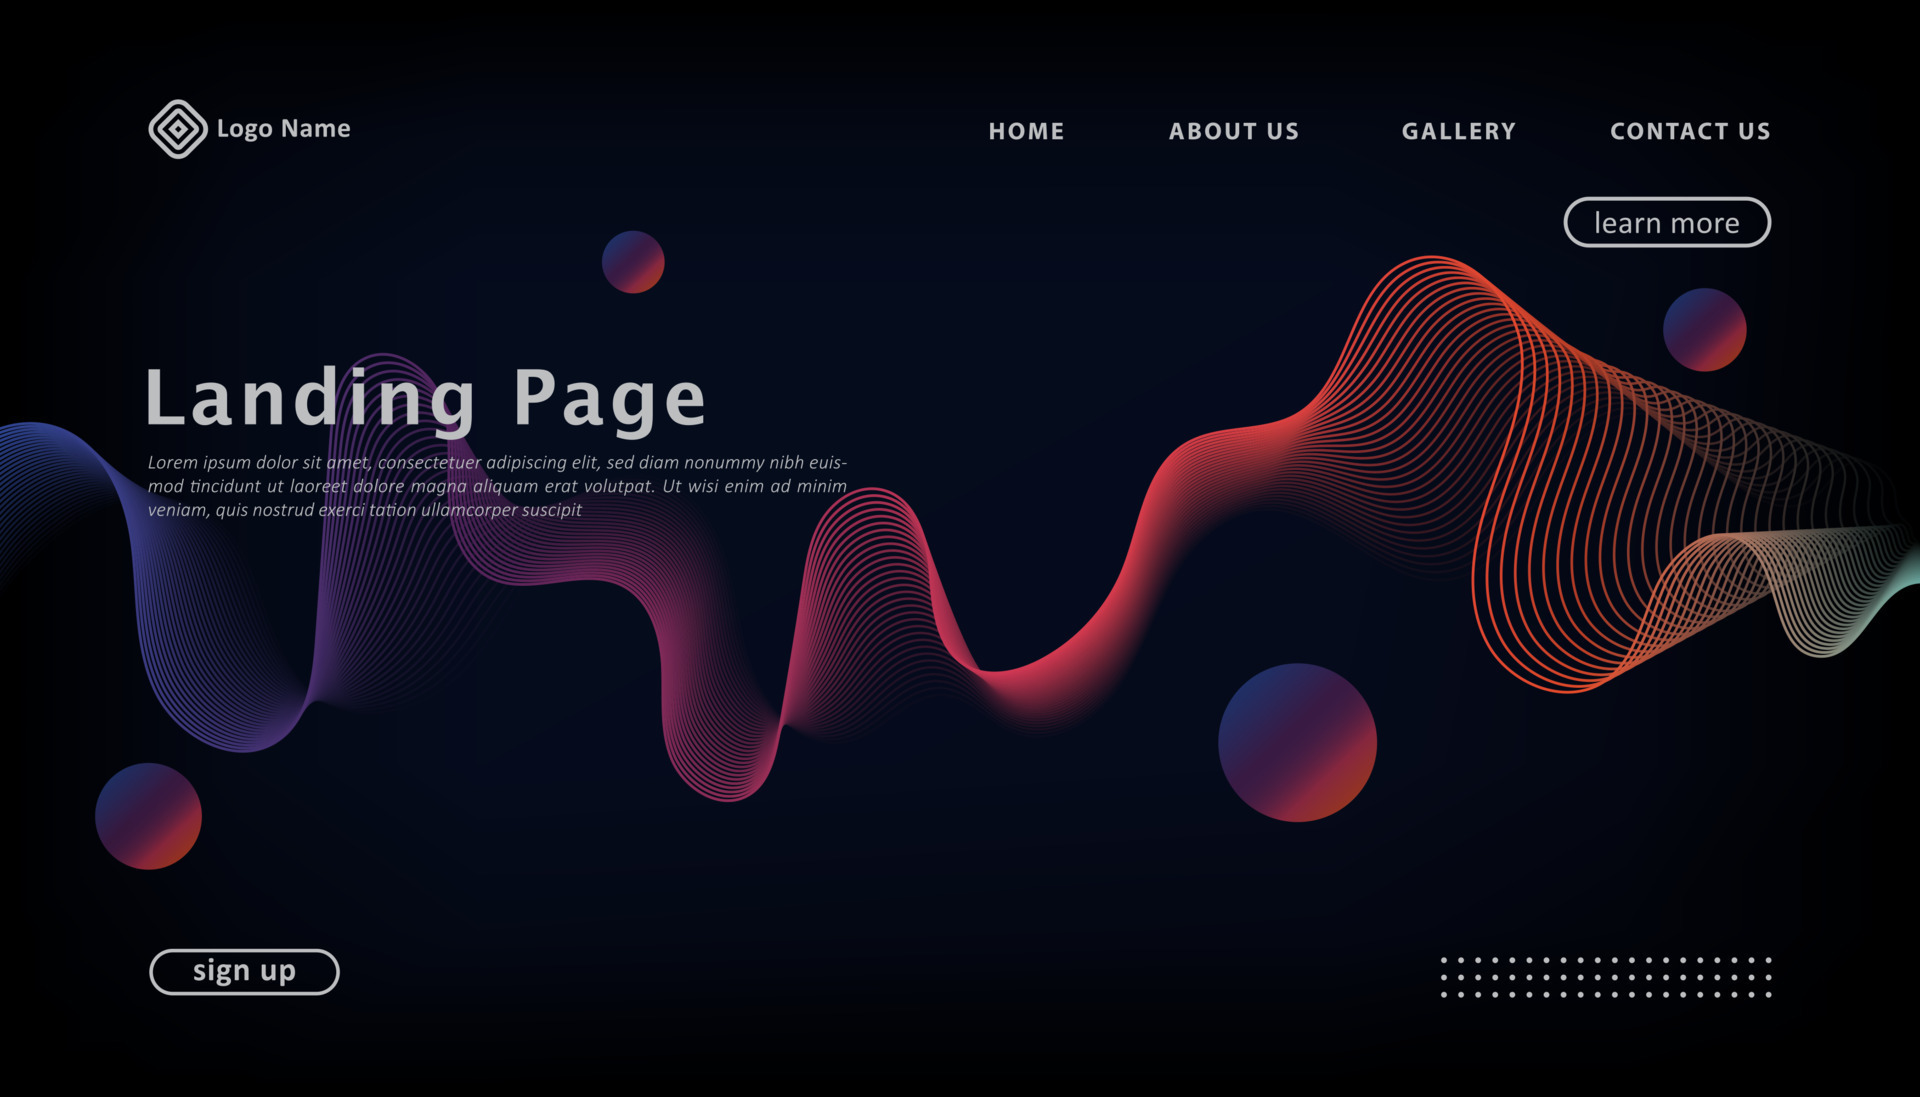 Logo Name
HOME ABOUT US GALLERY CONTACT US
learn more
Landing Page
Lorem ipsum dolor sit amet, consectetuer adipiscing elit, sed diam nonummy nibh euis-
mod tincidunt ut laoreet dolore magna aliquam erat volutpat. Ut wisi enim ad minim
veniam, quis nostrud exerci tation ullamcorper suscipit
sign up